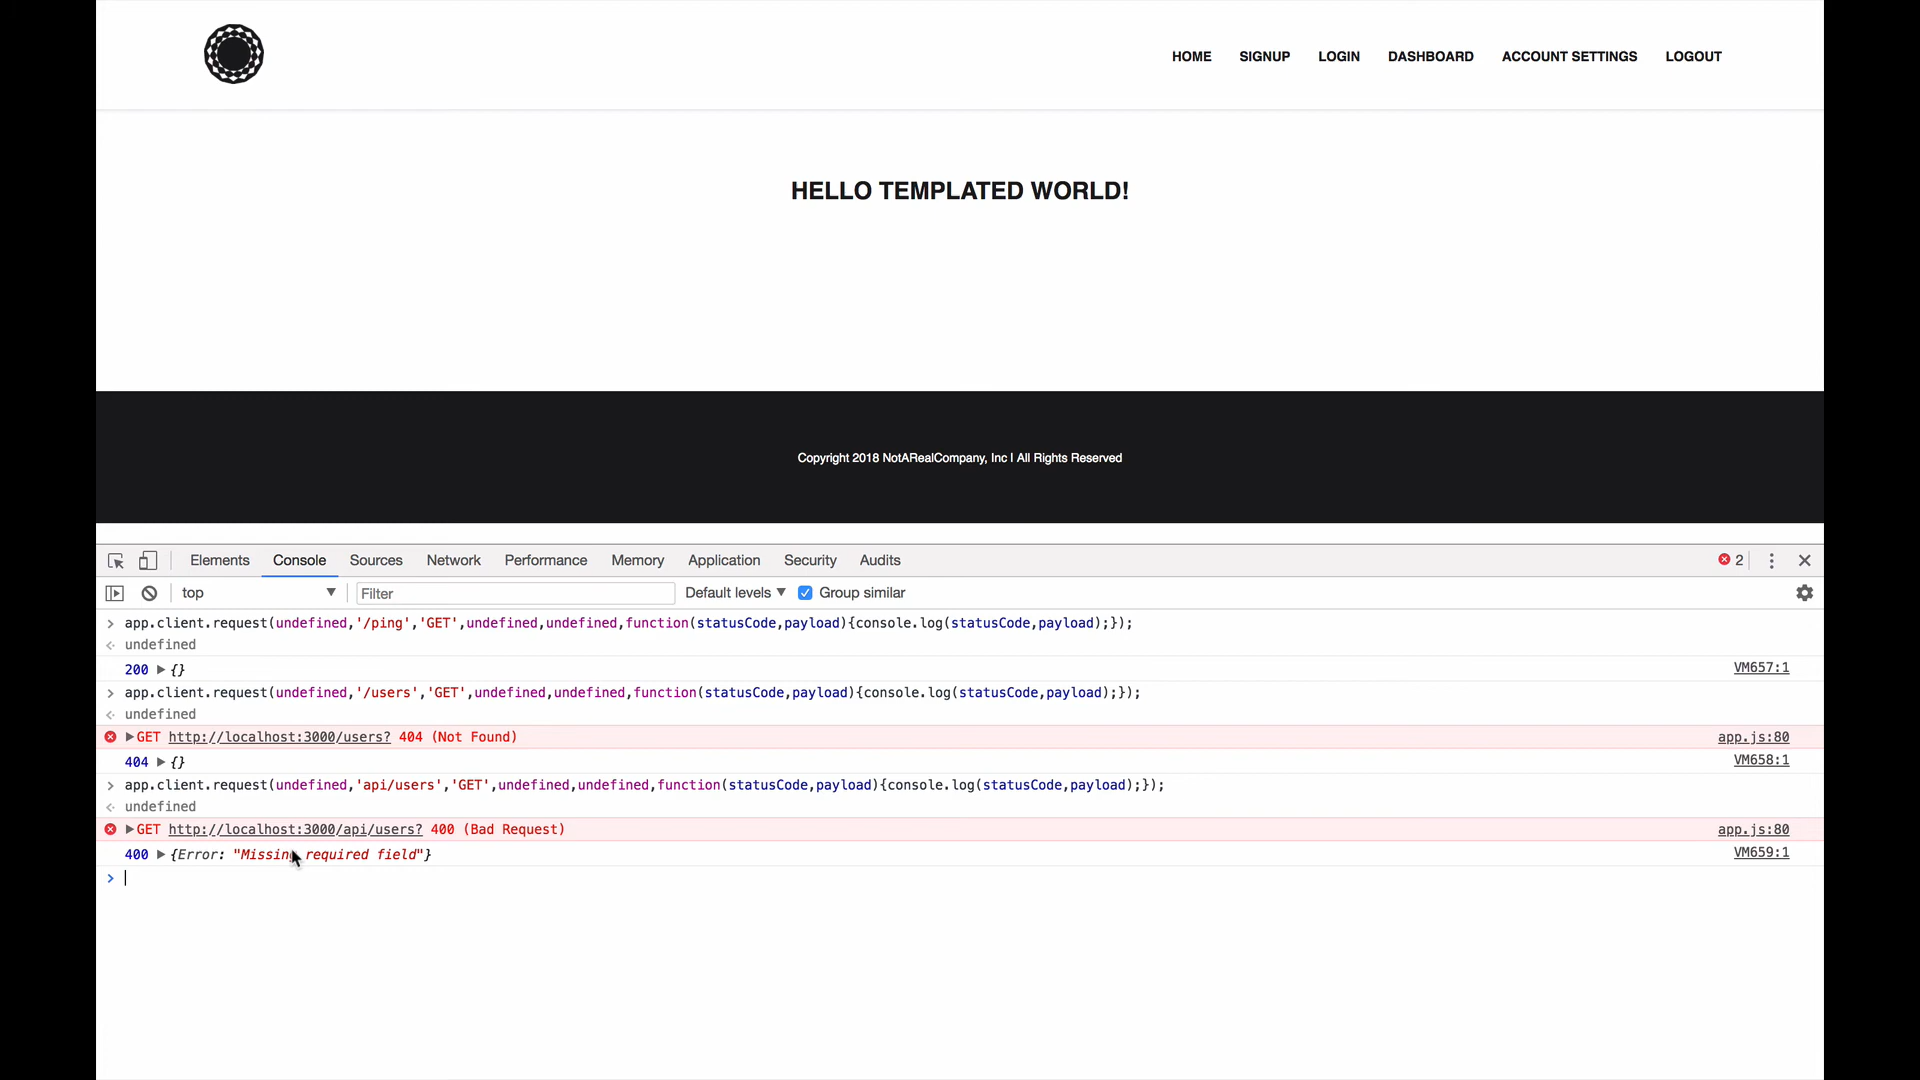 HOME SIGNUP LOGIN DASHBOARD ACCOUNT SETTINGS LOGOUT
HELLO TEMPLATED WORLD!
Copyright 2018 NotARealCompany, Inc | All Rights Reserved
Elements Console Sources Network Performance Memory Application Security Audits 2
top Filter Default levels Group similar
app.client.request(undefined,'/ping','GET',undefined,undefined,function(statusCode,payload){console.log(statusCode,payload);});
undefined
200 {} VM657:1
app.client.request(undefined,'/users','GET',undefined,undefined,function(statusCode,payload){console.log(statusCode,payload);});
undefined
GET http://localhost:3000/users? 404 (Not Found) app.js:80
404 {} VM658:1
app.client.request(undefined,'api/users','GET',undefined,undefined,function(statusCode,payload){console.log(statusCode,payload);});
undefined
GET http://localhost:3000/api/users? 400 (Bad Request) app.js:80
400 {Error: "Missing required field"} VM659:1